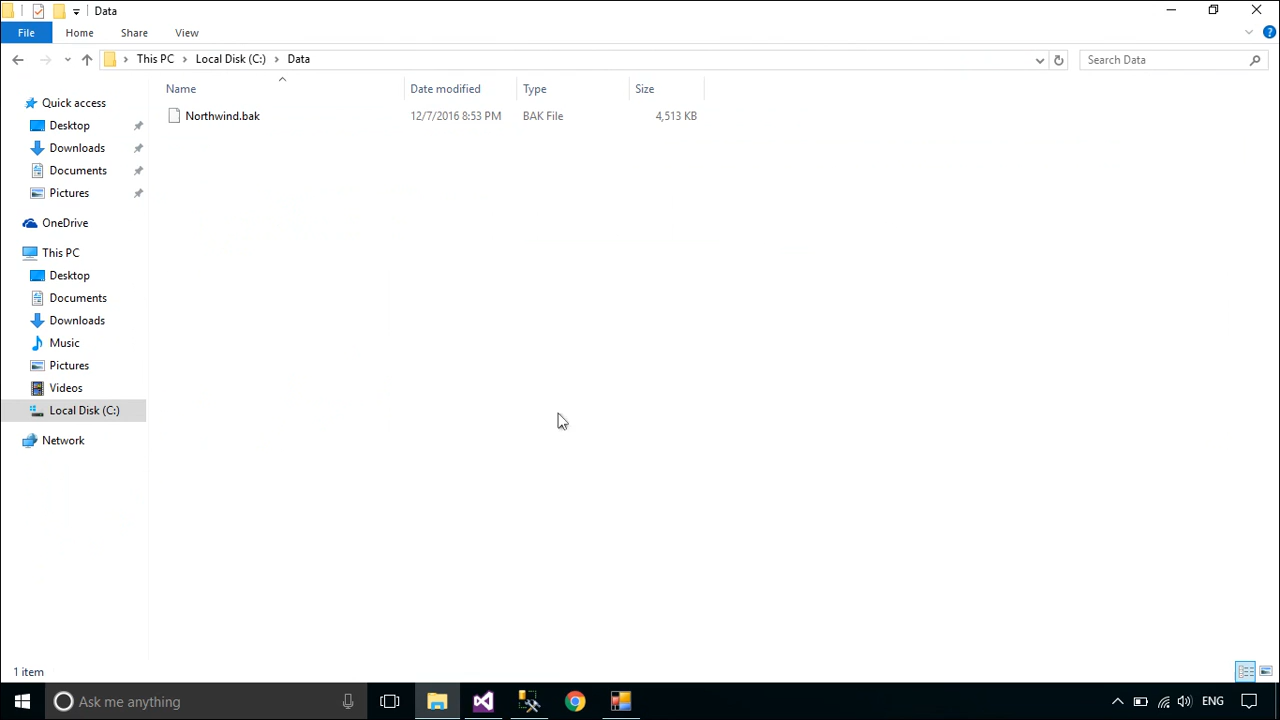 Data
File Home Share View
This PC Local Disk (C:) Data
Search Data
Name Date modified Type Size
Northwind.bak 12/7/2016 8:53 PM BAK File 4,513 KB
Quick access
Desktop
Downloads
Documents
Pictures
OneDrive
This PC
Desktop
Documents
Downloads
Music
Pictures
Videos
Local Disk (C:)
Network
1 item
Ask me anything
ENG